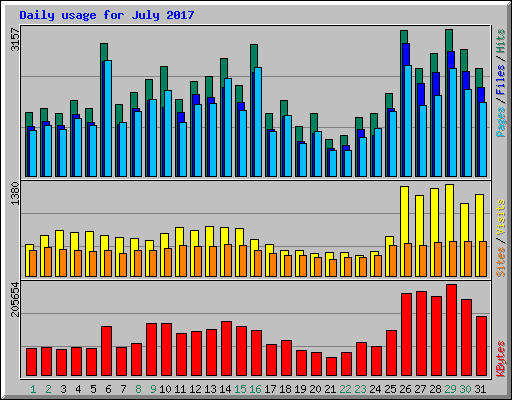 Daily usage for July 2017
3157
Pages / Files / Hits
1380
Sites / Visits
205654
KBytes
1 2 3 4 5 6 7 8 9 10 11 12 13 14 15 16 17 18 19 20 21 22 23 24 25 26 27 28 29 30 31